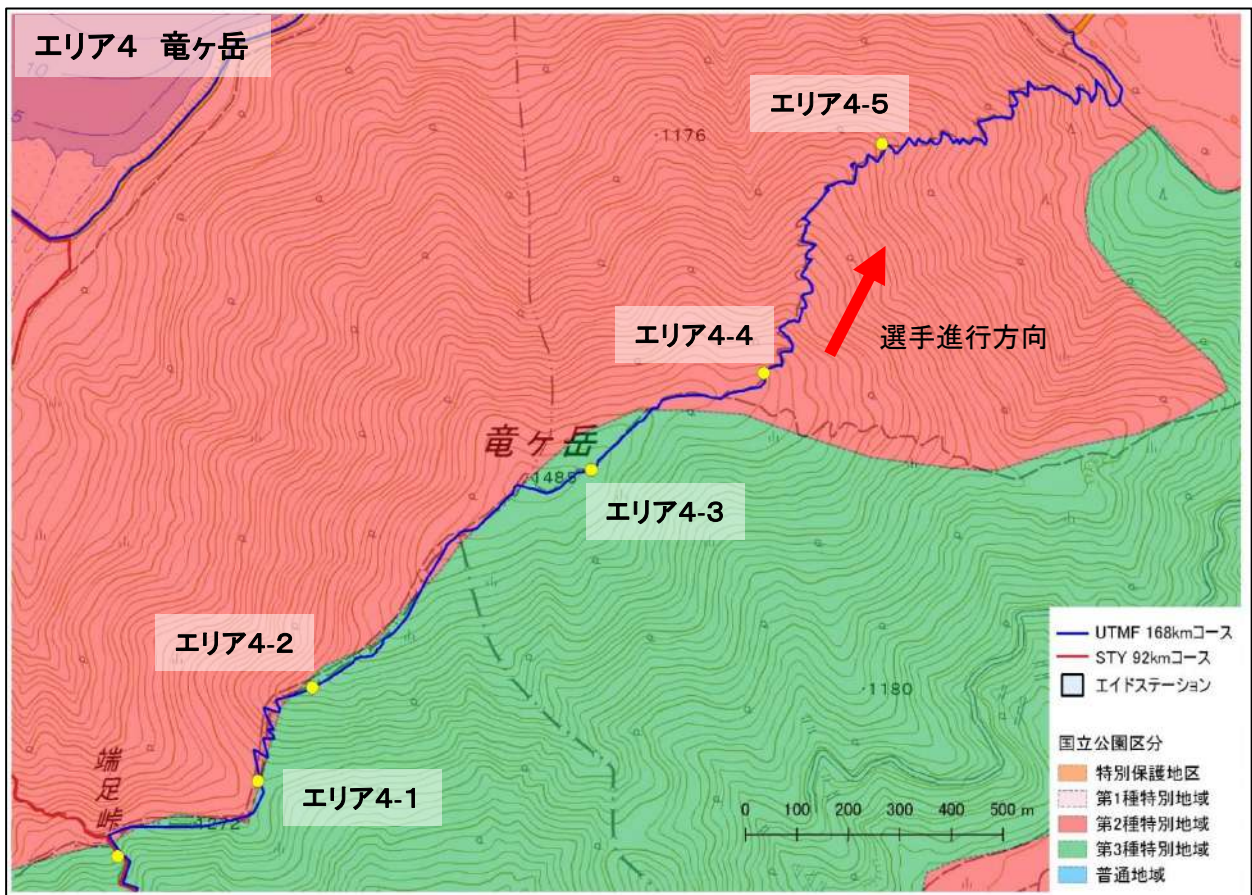 エリア4 竜ヶ岳
10
5
エリア4-5
・1176
選手進行方向
エリア4-4
竜ヶ岳
1485
エリア4-3
エリア4-2
・1180
端足峠
エリア4-1
1272
0 100 200 300 400 500 m
UTMF 168kmコース
STY 92kmコース
エイドステーション
国立公園区分
特別保護地区
第1種特別地域
第2種特別地域
第3種特別地域
普通地域